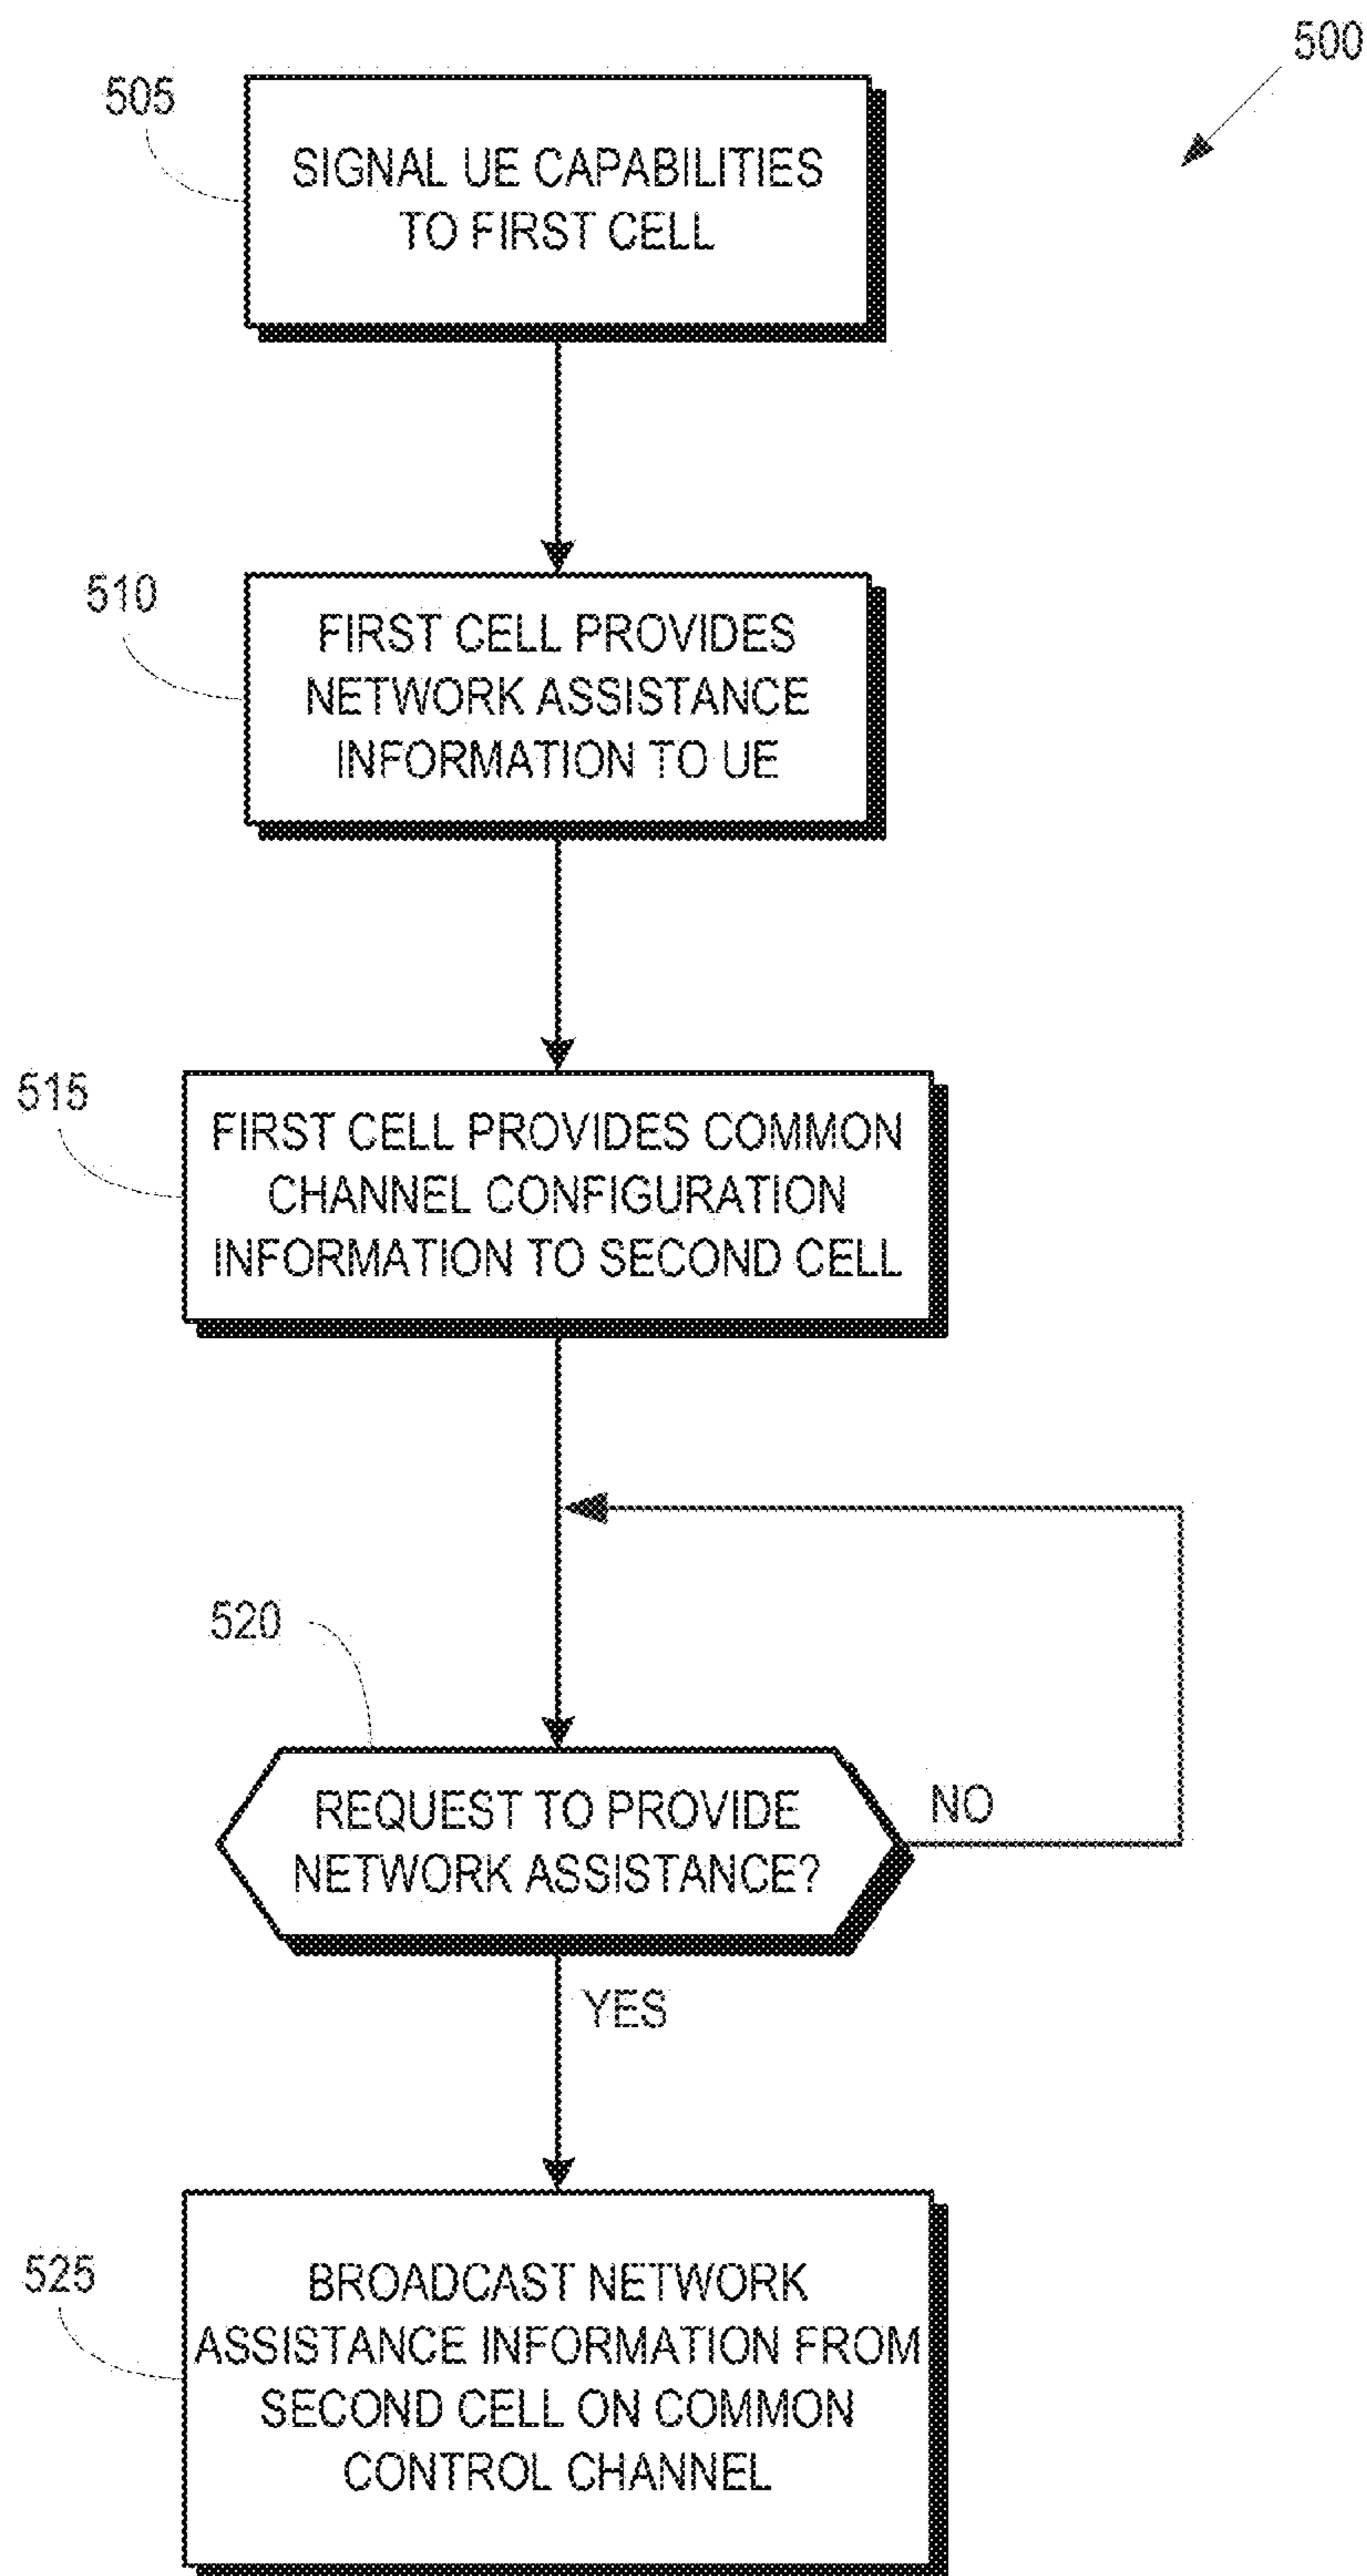 500
505
SIGNAL UE CAPABILITIES
TO FIRST CELL
510
FIRST CELL PROVIDES
NETWORK ASSISTANCE
INFORMATION TO UE
515
FIRST CELL PROVIDES COMMON
CHANNEL CONFIGURATION
INFORMATION TO SECOND CELL
520
REQUEST TO PROVIDE
NETWORK ASSISTANCE?
NO
YES
525
BROADCAST NETWORK
ASSISTANCE INFORMATION FROM
SECOND CELL ON COMMON
CONTROL CHANNEL